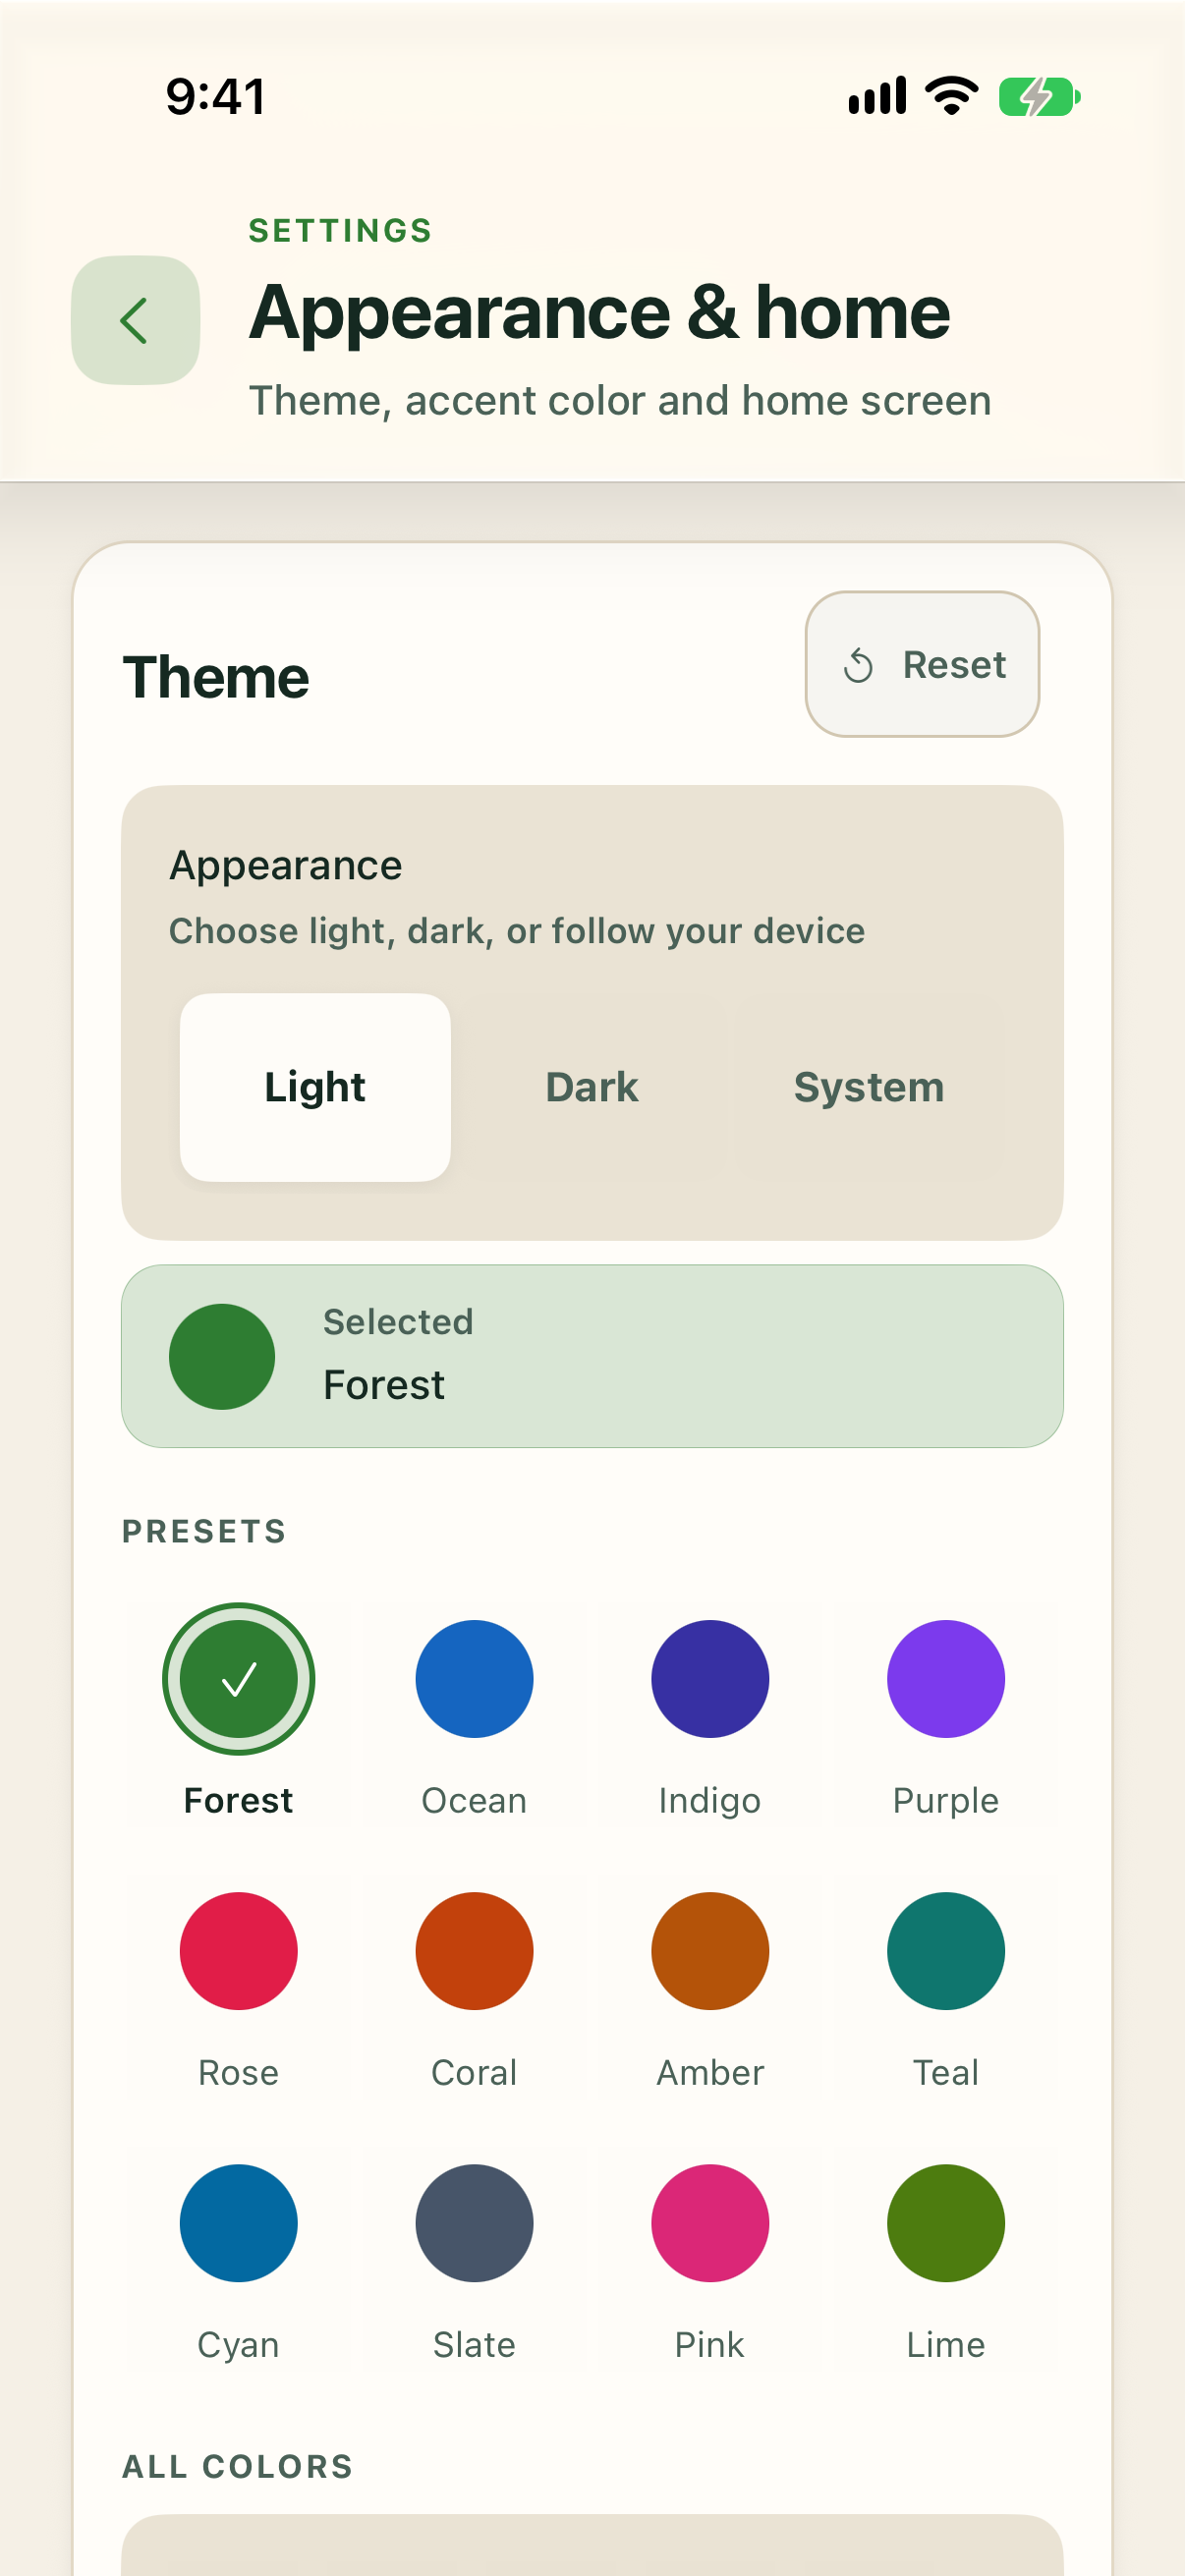 9:41
SETTINGS
Appearance & home
Theme, accent color and home screen
Theme
Reset
Appearance
Choose light, dark, or follow your device
Light Dark System
Selected
Forest
PRESETS
Forest Ocean Indigo Purple
Rose Coral Amber Teal
Cyan Slate Pink Lime
ALL COLORS